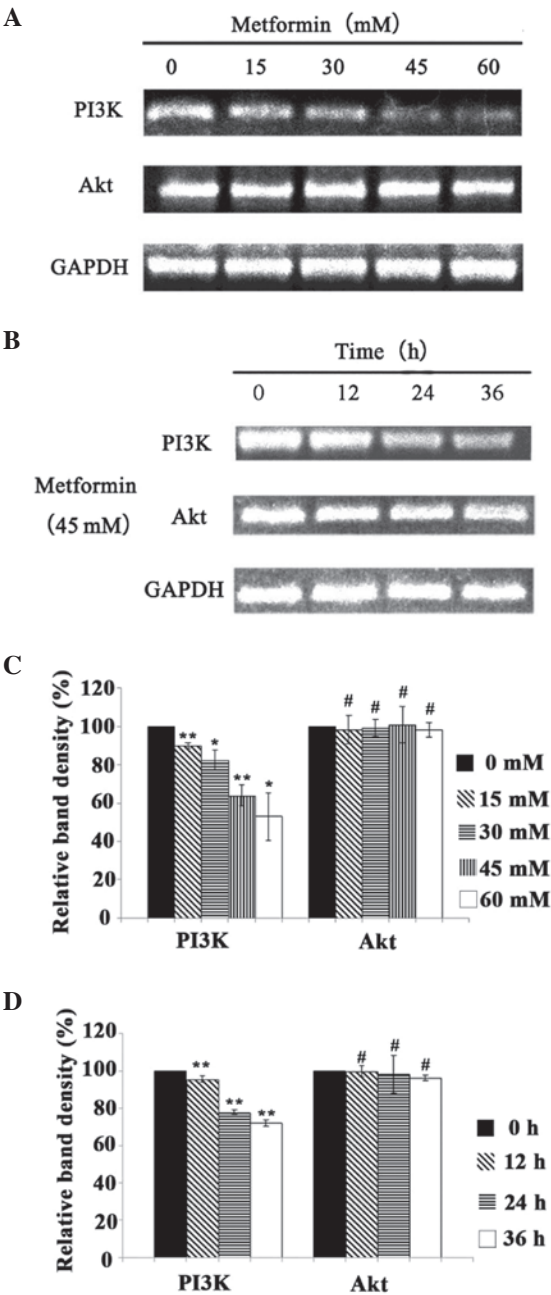 A
Metformin (mM)
0 15 30 45 60
PI3K
Akt
GAPDH
B
Time (h)
0 12 24 36
PI3K
Metformin
(45 mM)
Akt
GAPDH
C
Relative band density (%)
120
100
80
60
40
20
0
** * ** *
# # # #
PI3K Akt
0 mM
15 mM
30 mM
45 mM
60 mM
D
Relative band density (%)
120
100
80
60
40
20
0
** ** **
# # #
PI3K Akt
0 h
12 h
24 h
36 h